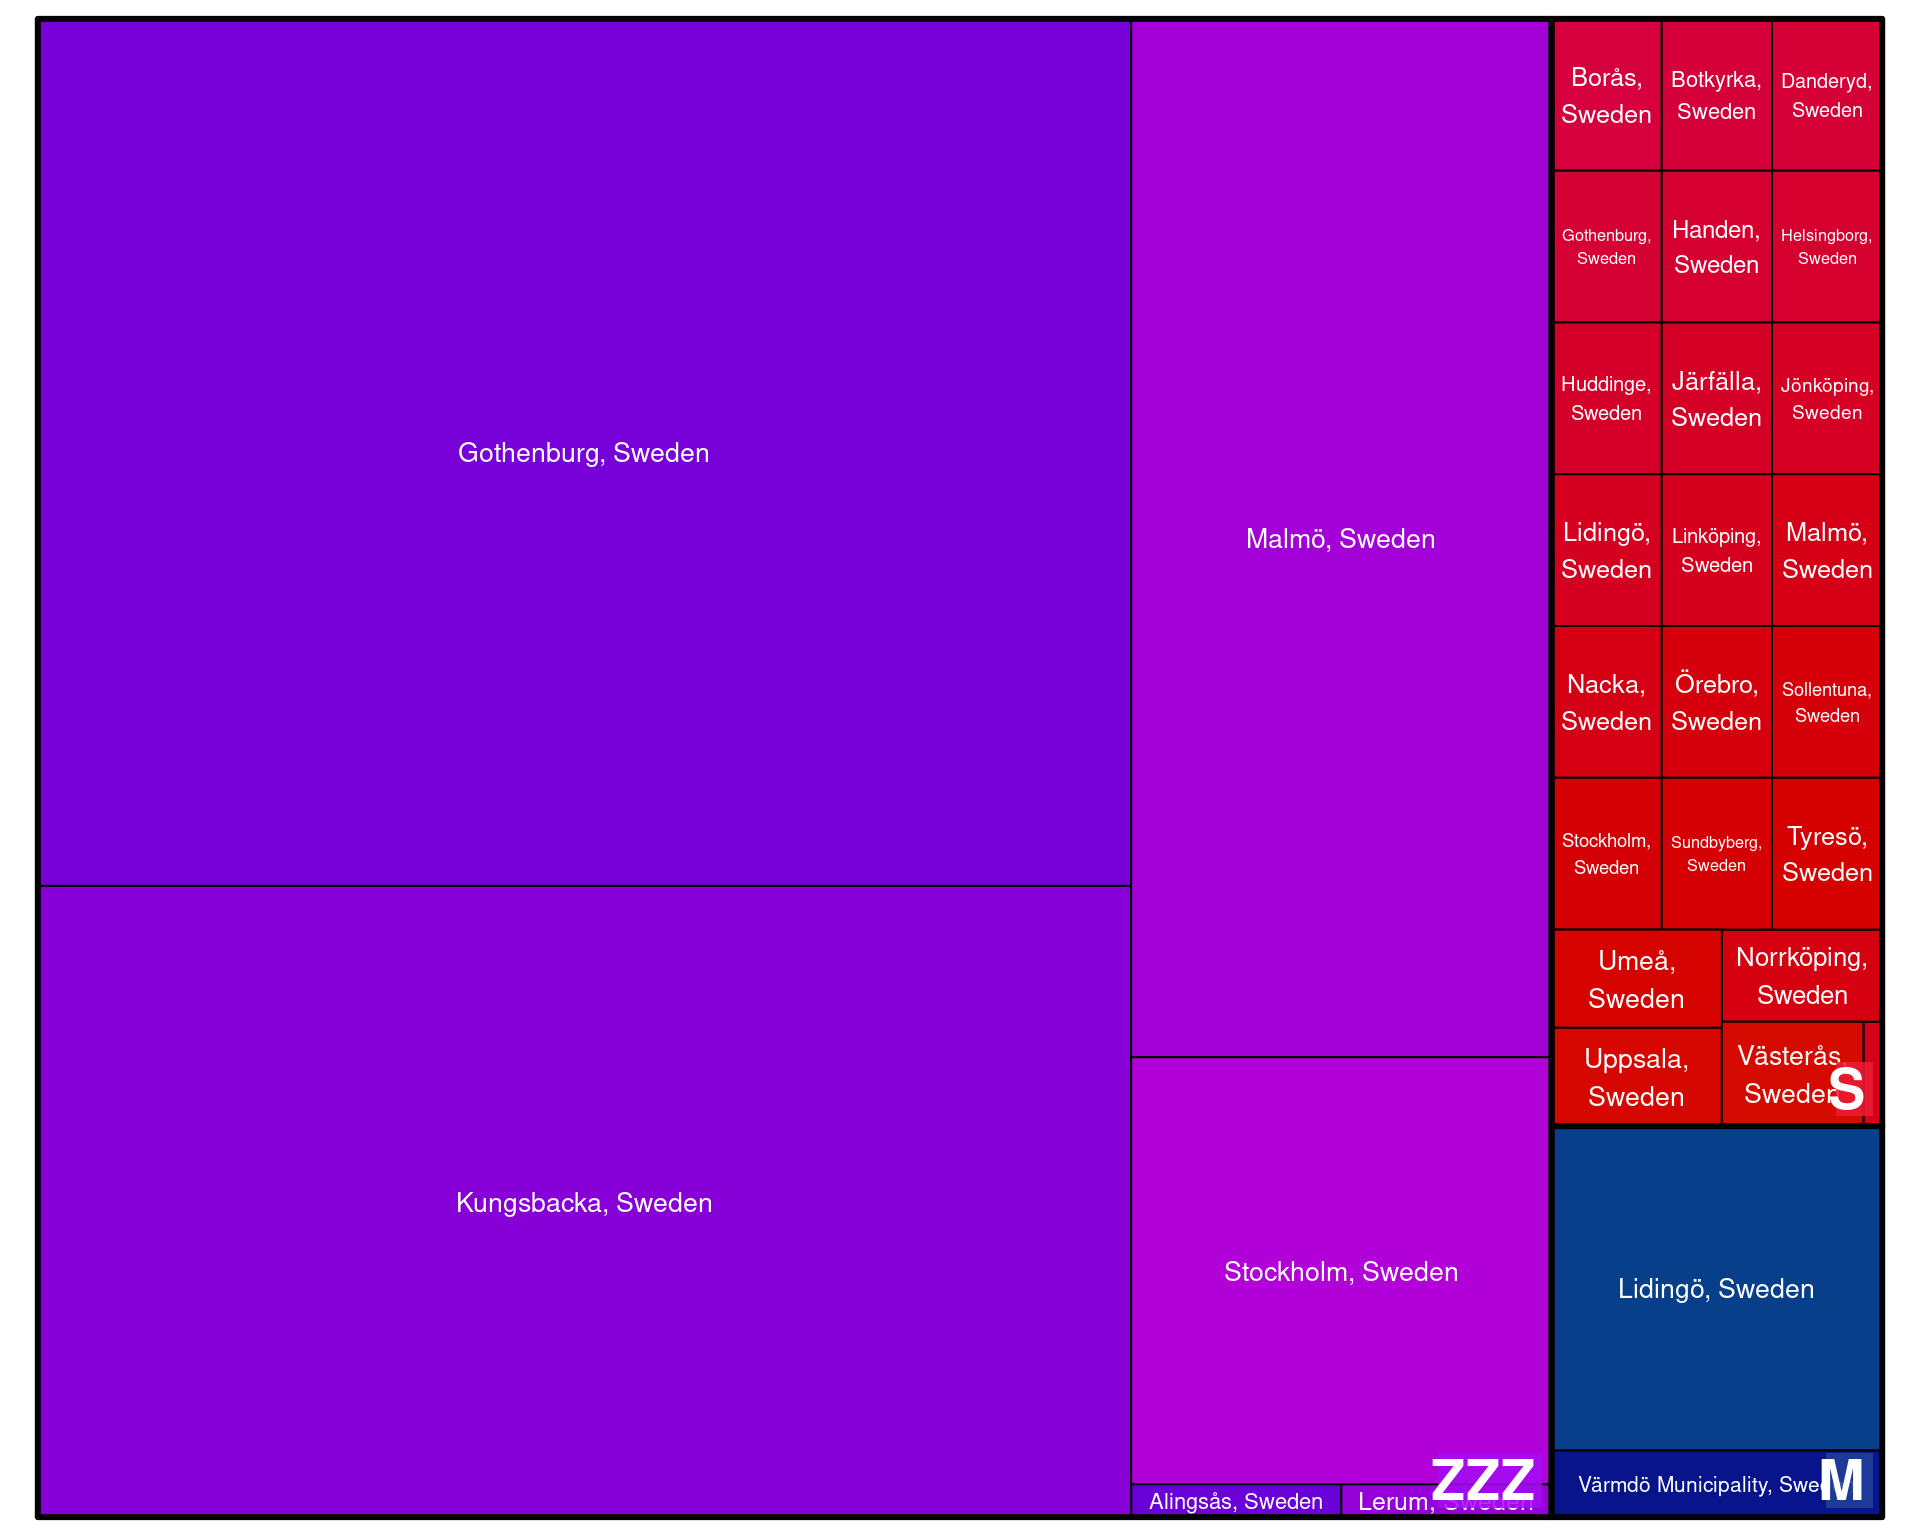 Gothenburg, Sweden
Kungsbacka, Sweden
Malmö, Sweden
Stockholm, Sweden
Alingsås, Sweden
Lerum, Sweden
ZZZ
Borås,
Sweden
Botkyrka,
Sweden
Danderyd,
Sweden
Gothenburg,
Sweden
Handen,
Sweden
Helsingborg,
Sweden
Huddinge,
Sweden
Järfälla,
Sweden
Jönköping,
Sweden
Lidingö,
Sweden
Linköping,
Sweden
Malmö,
Sweden
Nacka,
Sweden
Örebro,
Sweden
Sollentuna,
Sweden
Stockholm,
Sweden
Sundbyberg,
Sweden
Tyresö,
Sweden
Umeå,
Sweden
Norrköping,
Sweden
Uppsala,
Sweden
Västerås,
Sweden
S
Lidingö, Sweden
Värmdö Municipality, Sweden
M